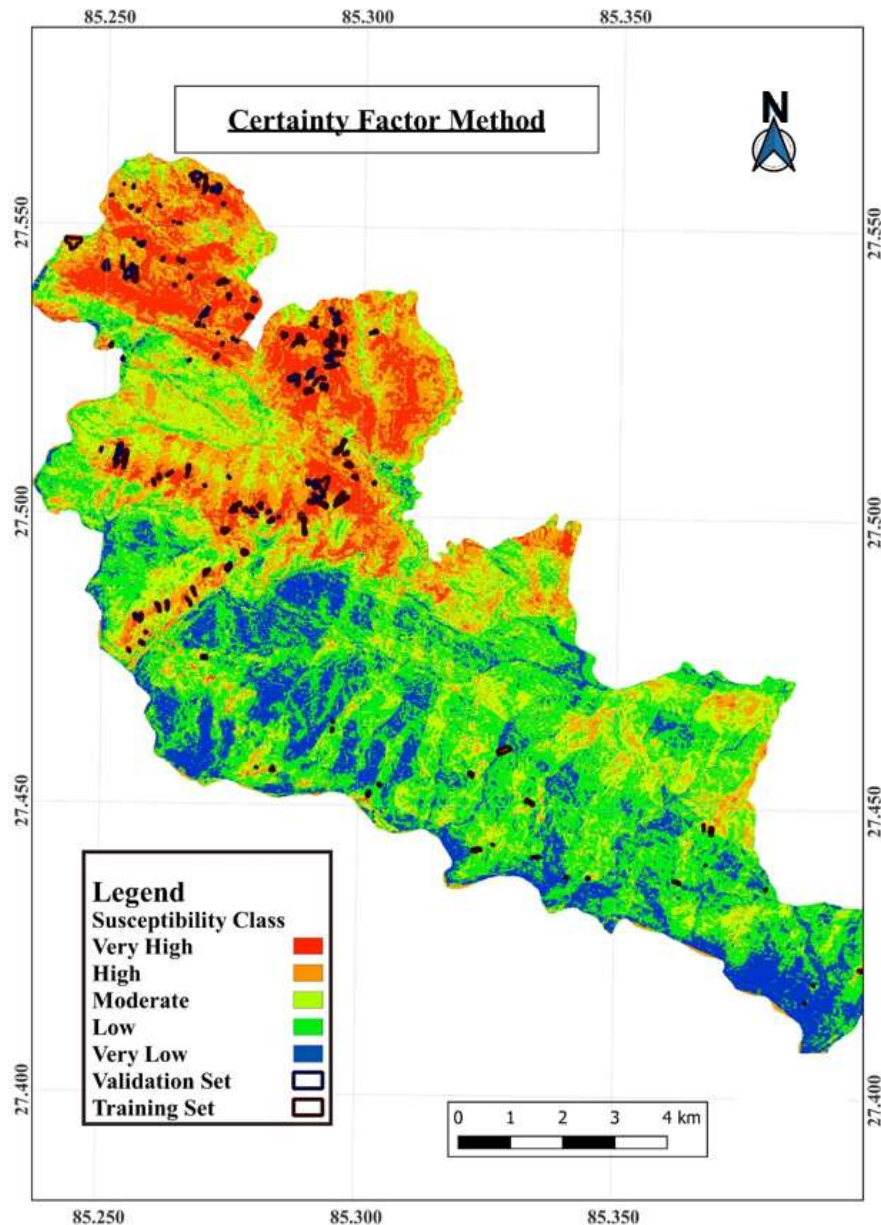 85.250 85.300 85.350
Certainty Factor Method
N
27.550 27.550
27.500 27.500
27.450 27.450
27.400 27.400
Legend
Susceptibility Class
Very High
High
Moderate
Low
Very Low
Validation Set
Training Set
0 1 2 3 4 km
85.250 85.300 85.350